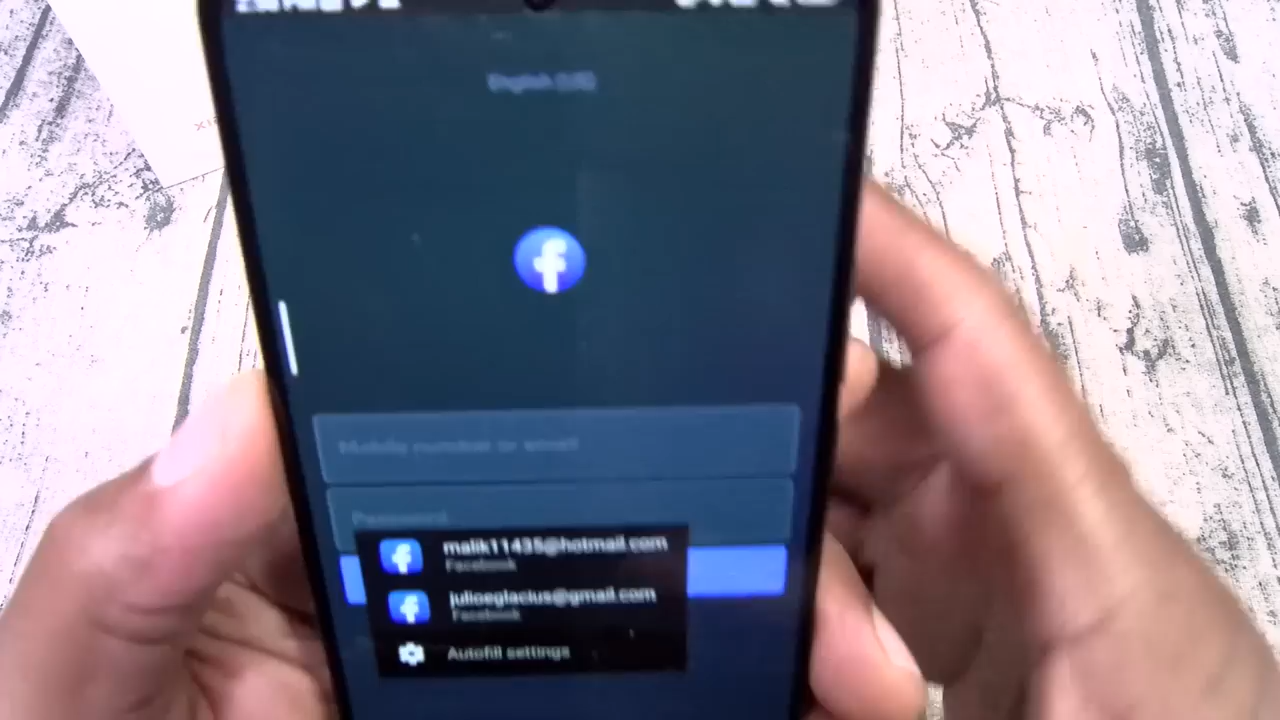 English (US)
Mobile number or email
Password
malik11435@hotmail.com
Facebook
julioeglacius@gmail.com
Facebook
Autofill settings